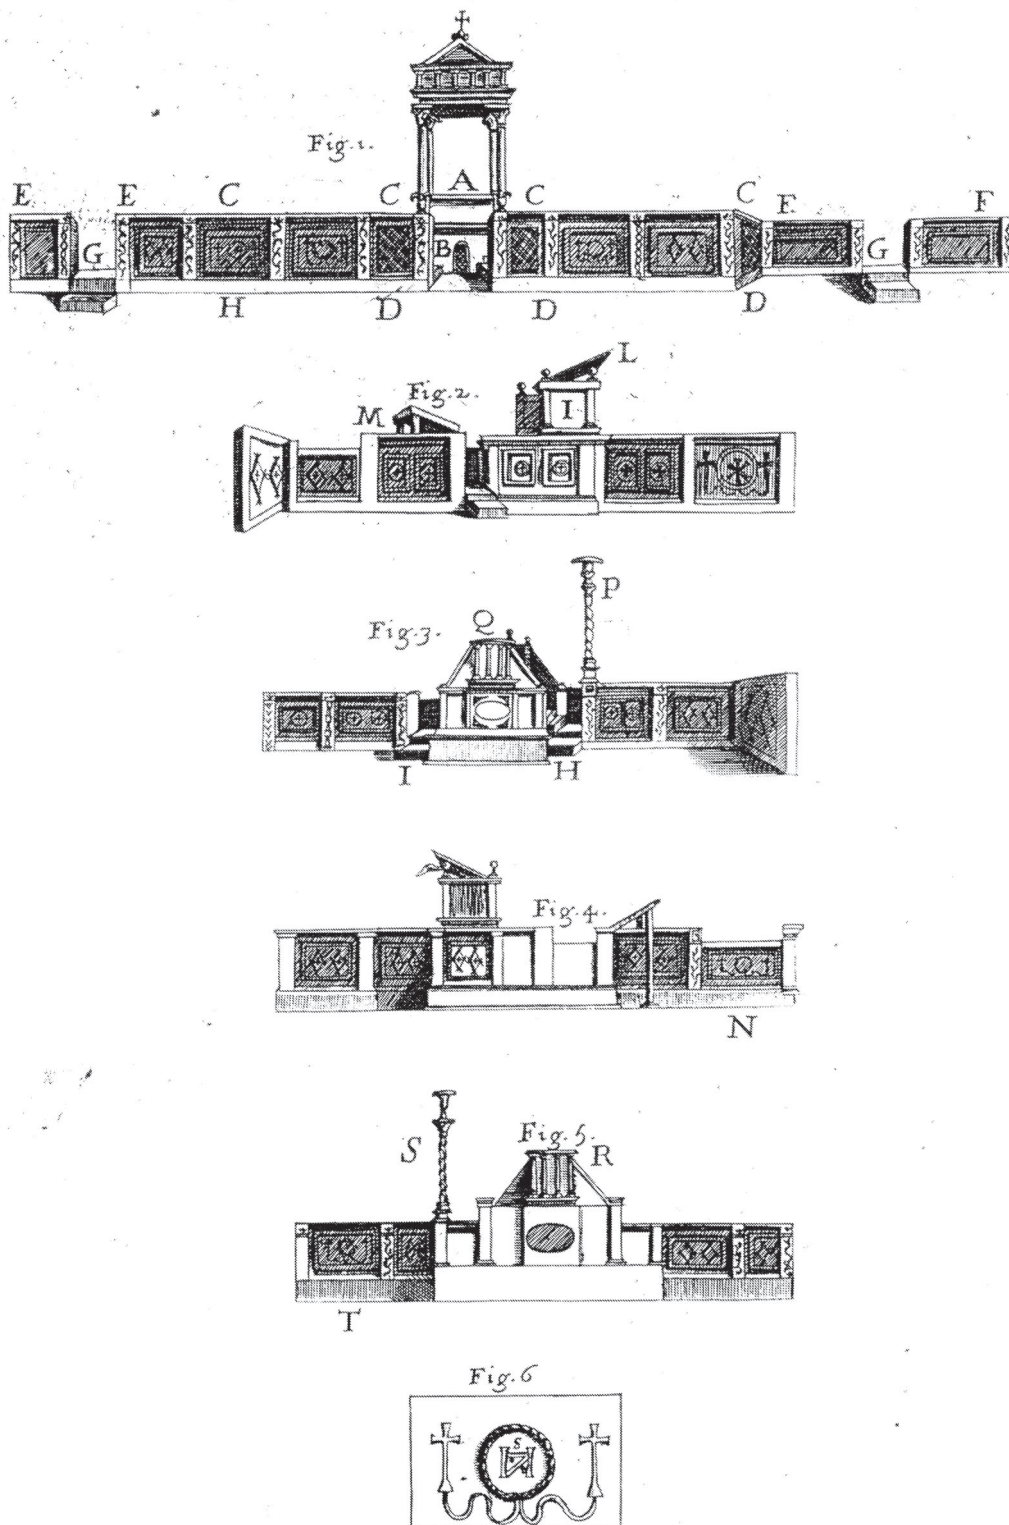 Fig. 1.
A
E E C C C C F F
G B G
H D D D
Fig. 2. L
M I
Fig. 3. Q P
I H
Fig. 4.
N
S Fig. 5. R
T
Fig. 6